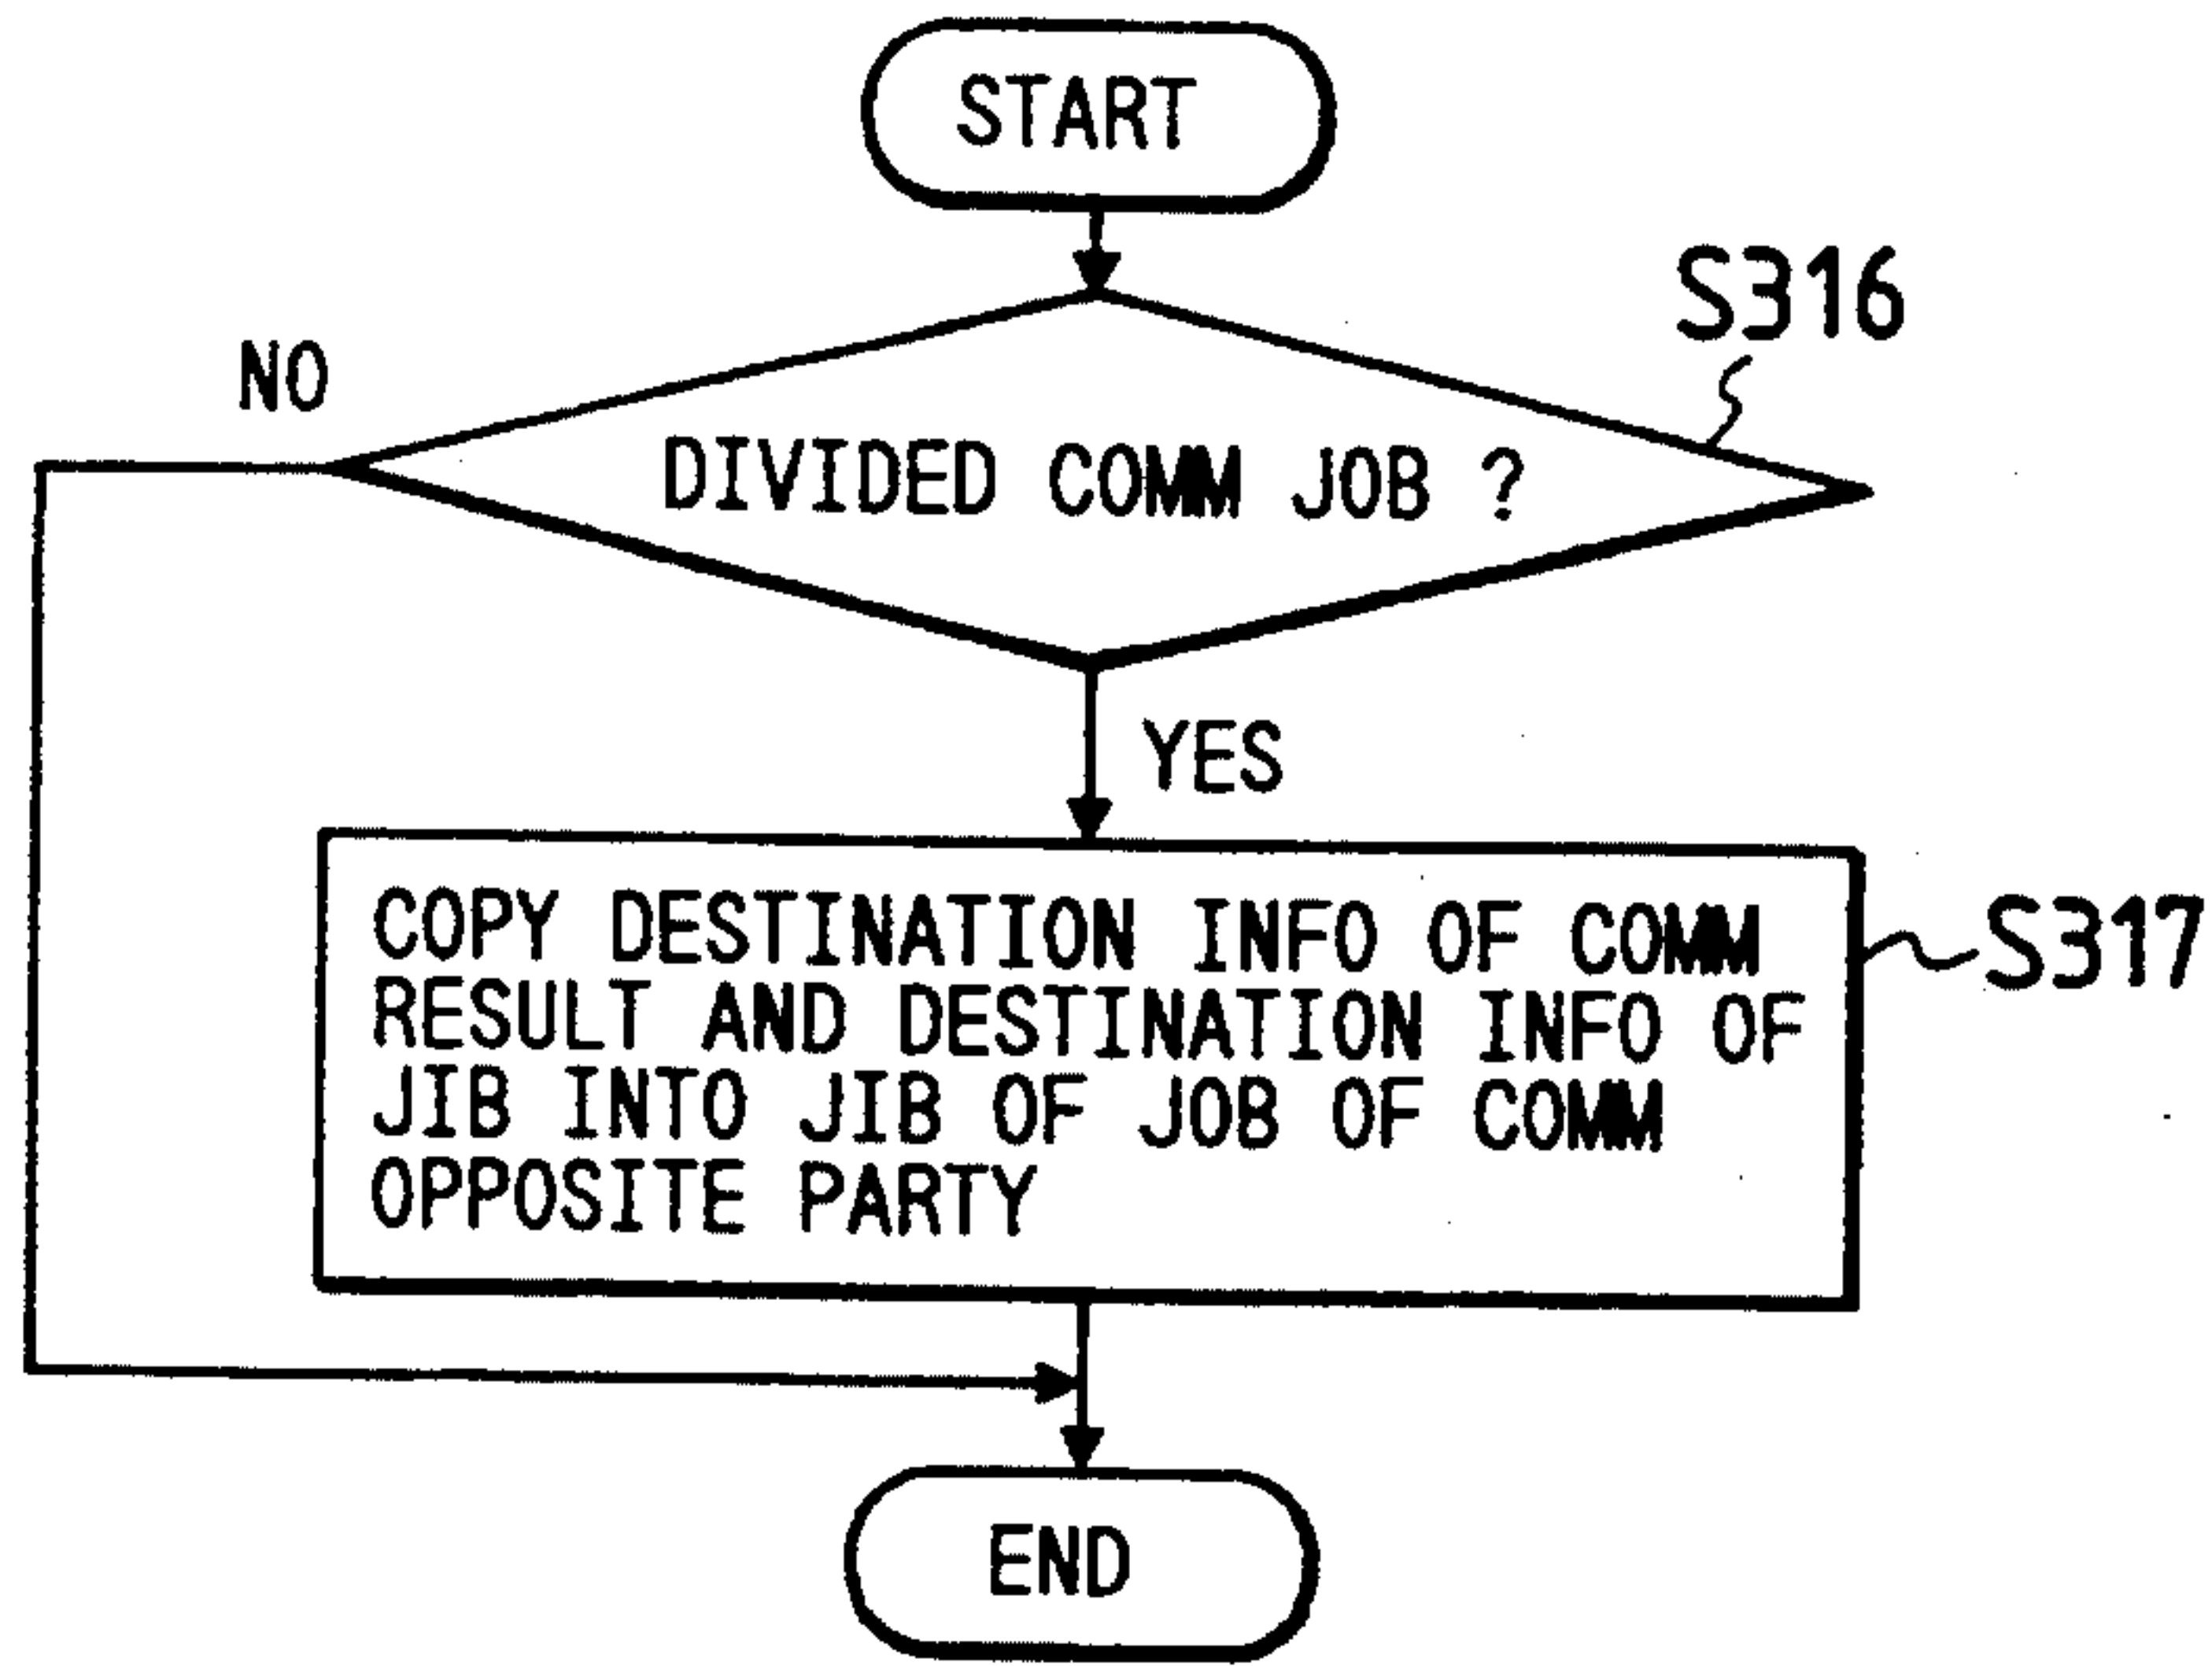 START
S316
NO
DIVIDED COMM JOB ?
YES
COPY DESTINATION INFO OF COMM
RESULT AND DESTINATION INFO OF
JIB INTO JIB OF JOB OF COMM
OPPOSITE PARTY
S317
END